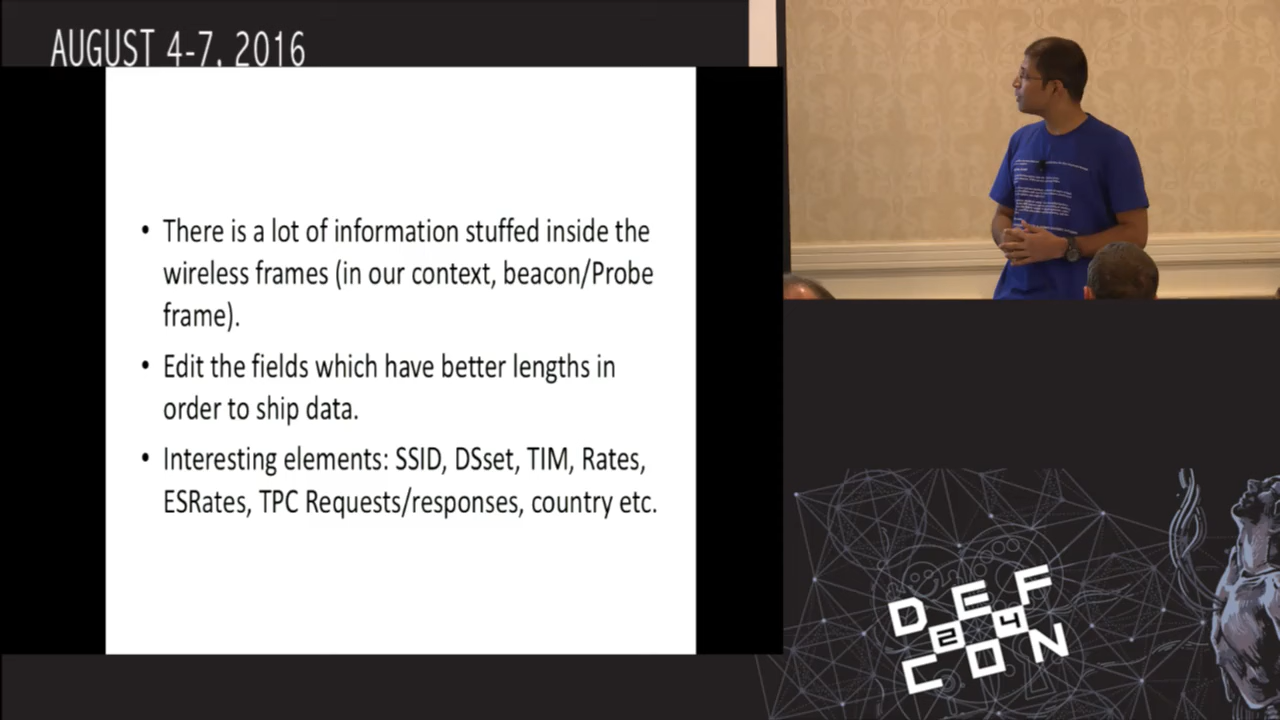 AUGUST 4-7, 2016
• There is a lot of information stuffed inside the
wireless frames (in our context, beacon/Probe
frame).
• Edit the fields which have better lengths in
order to ship data.
• Interesting elements: SSID, DSset, TIM, Rates,
ESRates, TPC Requests/responses, country etc.
DEF
24
CON